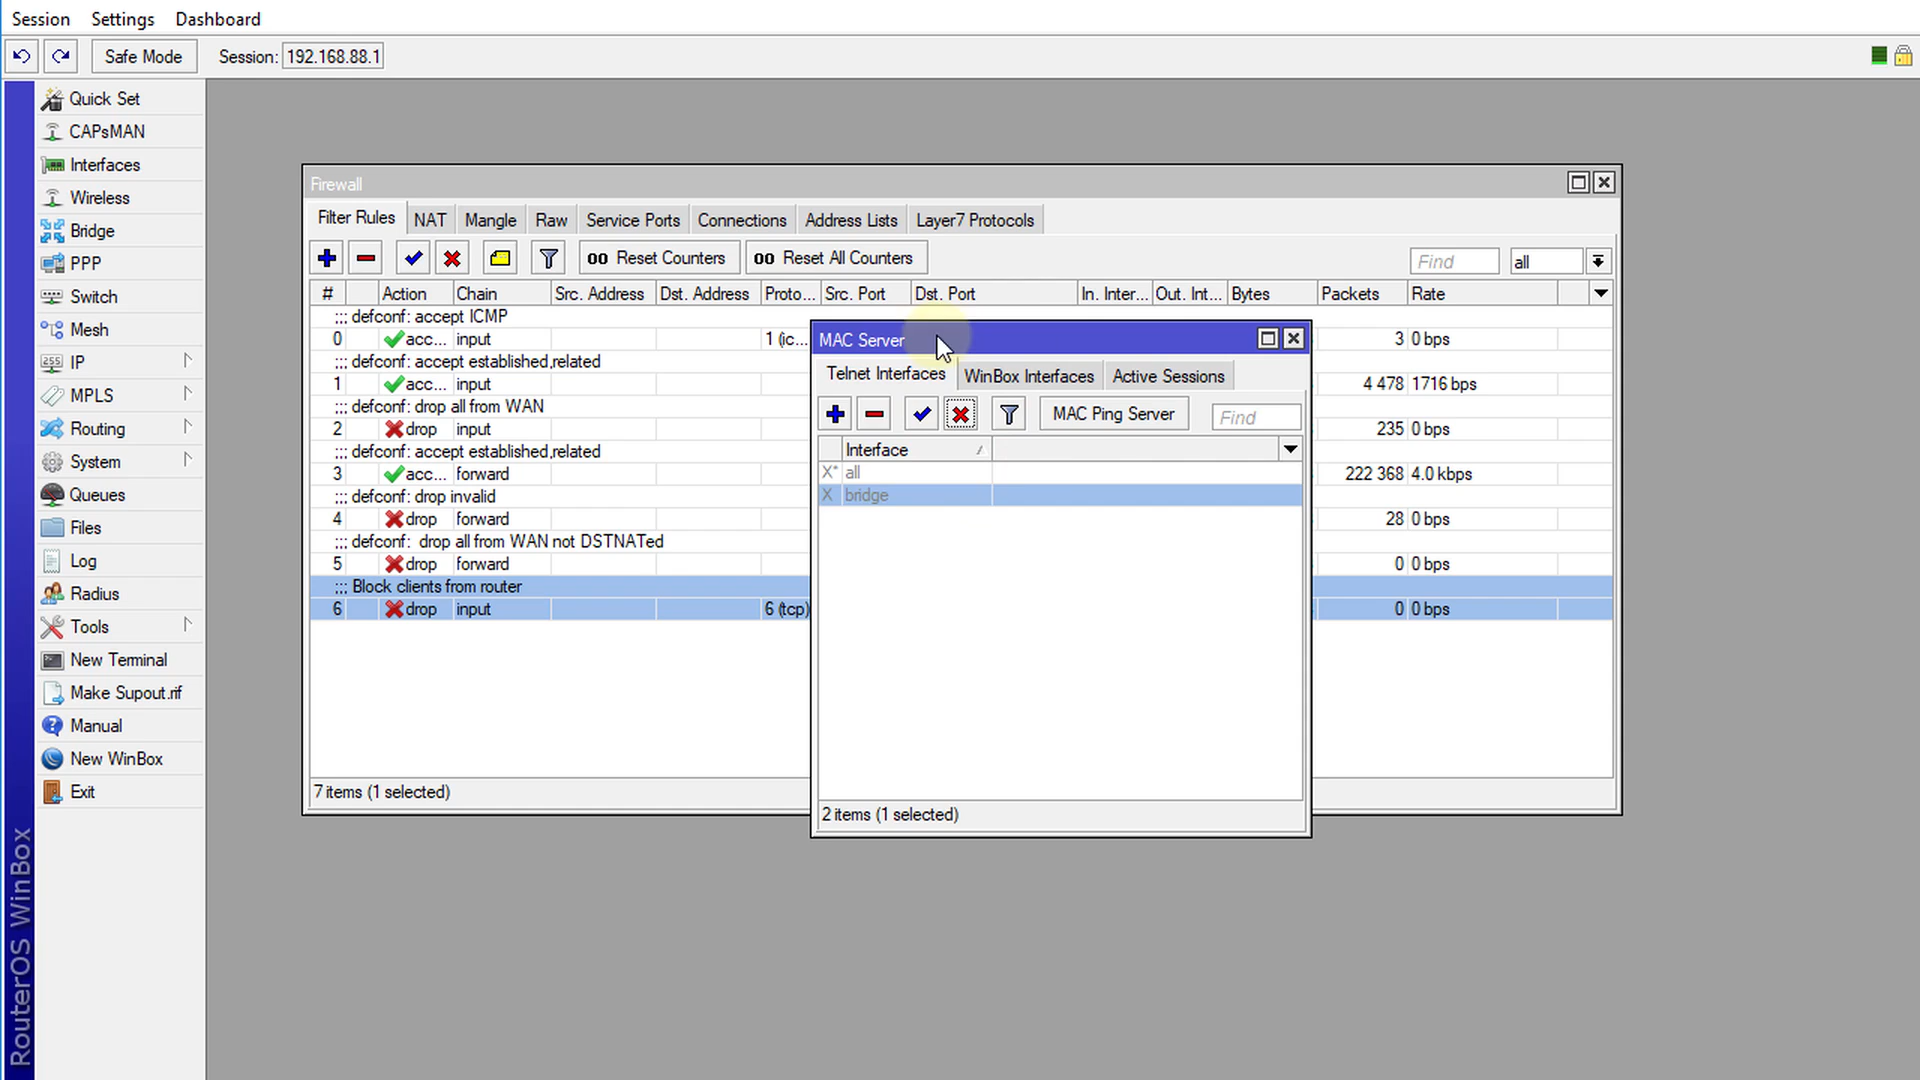 Session Settings Dashboard
Safe Mode Session: 192.168.88.1
Quick Set
CAPsMAN
Interfaces
Wireless
Bridge
PPP
Switch
Mesh
IP
MPLS
Routing
System
Queues
Files
Log
Radius
Tools
New Terminal
Make Supout.rif
Manual
New WinBox
Exit
RouterOS WinBox
Firewall
Filter Rules NAT Mangle Raw Service Ports Connections Address Lists Layer7 Protocols
00 Reset Counters 00 Reset All Counters Find all
# Action Chain Src. Address Dst. Address Proto... Src. Port Dst. Port In. Inter... Out. Int... Bytes Packets Rate
;;; defconf: accept ICMP
0 acc... input 1 (ic... 3 0 bps
;;; defconf: accept established,related
1 acc... input 4 478 1716 bps
;;; defconf: drop all from WAN
2 drop input 235 0 bps
;;; defconf: accept established,related
3 acc... forward 222 368 4.0 kbps
;;; defconf: drop invalid
4 drop forward 28 0 bps
;;; defconf:  drop all from WAN not DSTNATed
5 drop forward 0 0 bps
;;; Block clients from router
6 drop input 6 (tcp) 0 0 bps
7 items (1 selected)
MAC Server
Telnet Interfaces WinBox Interfaces Active Sessions
MAC Ping Server Find
Interface
X* all
X bridge
2 items (1 selected)